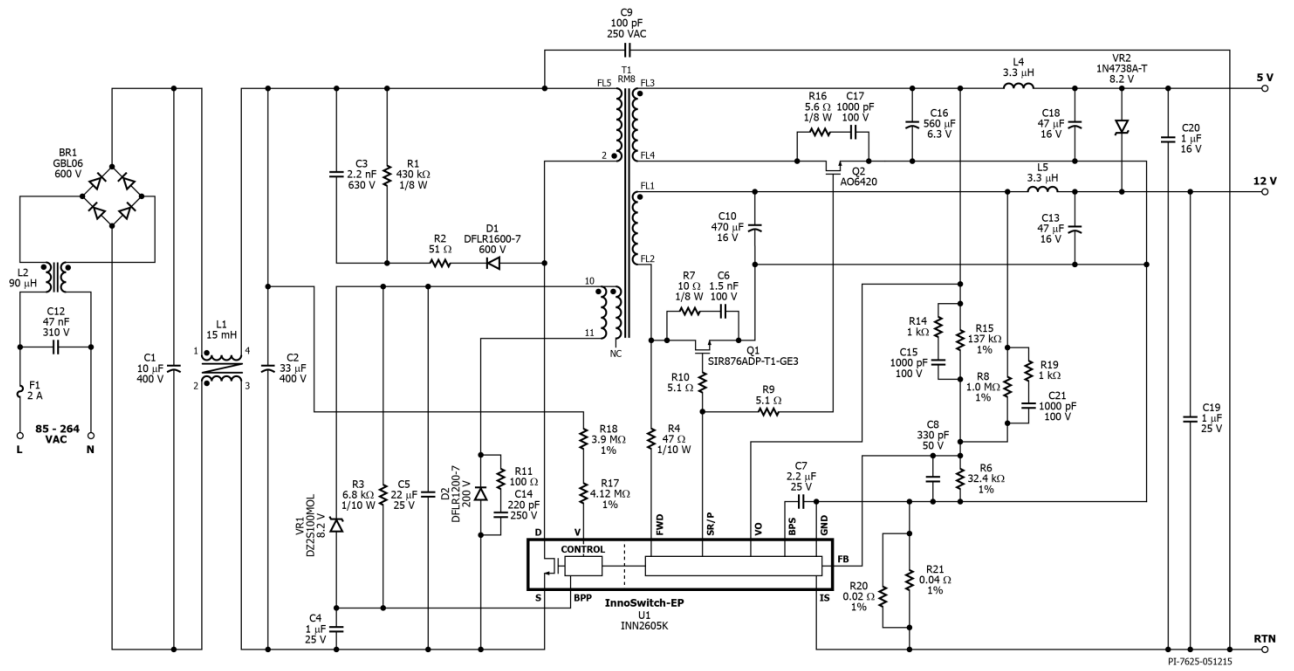 C9
100 pF
250 VAC
T1
RM8
FL5
FL3
L4
3.3 µH
VR2
1N4738A-T
8.2 V
5 V
R16
5.6 Ω
1/8 W
C17
1000 pF
100 V
C16
560 µF
6.3 V
C18
47 µF
16 V
C20
1 µF
16 V
BR1
GBL06
600 V
C3
2.2 nF
630 V
R1
430 kΩ
1/8 W
2
FL4
Q2
AO6420
L5
3.3 µH
FL1
12 V
R2
51 Ω
D1
DFLR1600-7
600 V
C10
470 µF
16 V
C13
47 µF
16 V
L2
90 µH
FL2
C12
47 nF
310 V
10
R7
10 Ω
1/8 W
C6
1.5 nF
100 V
L1
15 mH
11
NC
R14
1 kΩ
R15
137 kΩ
1%
1
4
2
3
C1
10 µF
400 V
C2
33 µF
400 V
Q1
SIR876ADP-T1-GE3
C15
1000 pF
100 V
R8
1.0 MΩ
1%
R19
1 kΩ
F1
2 A
R10
5.1 Ω
R9
5.1 Ω
C21
1000 pF
100 V
85 - 264
VAC
L
N
R18
3.9 MΩ
1%
R4
47 Ω
1/10 W
C8
330 pF
50 V
C19
1 µF
25 V
R3
6.8 kΩ
1/10 W
C5
22 µF
25 V
R11
100 Ω
C14
220 pF
250 V
R17
4.12 MΩ
1%
C7
2.2 µF
25 V
R6
32.4 kΩ
1%
VR1
DZ2S100MOL
8.2 V
D2
DFLR1200-7
200 V
D
V
FWD
SR/P
VO
BPS
GND
CONTROL
FB
S
BPP
InnoSwitch-EP
U1
INN2605K
IS
R20
0.02 Ω
1%
R21
0.04 Ω
1%
C4
1 µF
25 V
RTN
PI-7625-051215